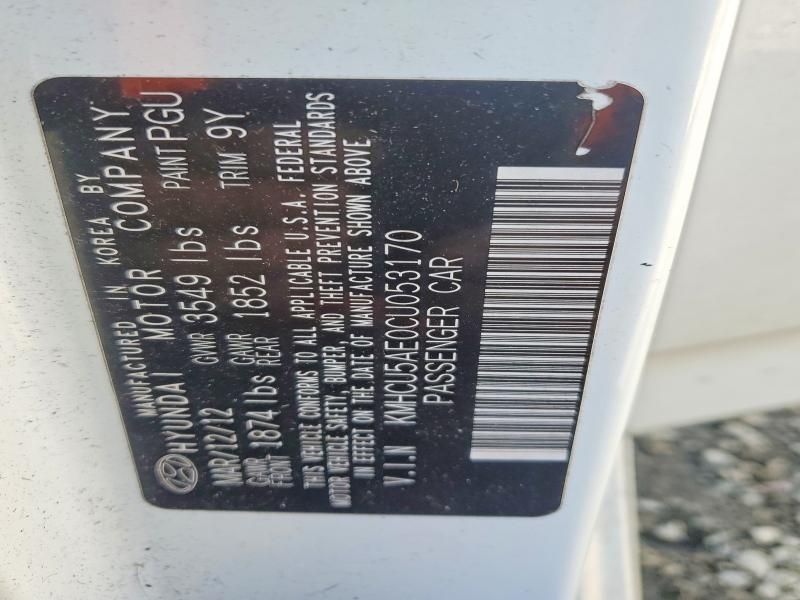 MANUFACTURED IN KOREA BY
HYUNDAI MOTOR COMPANY
MAR/12/12 GVWR 3549 lbs PAINT PGU
GAWR FRONT 1874 lbs GAWR REAR 1852 lbs TRIM 9Y
THIS VEHICLE CONFORMS TO ALL APPLICABLE U.S.A. FEDERAL
MOTOR VEHICLE SAFETY, BUMPER, AND THEFT PREVENTION STANDARDS
IN EFFECT ON THE DATE OF MANUFACTURE SHOWN ABOVE
V.I.N KMHCU5AE0CU053170
PASSENGER CAR